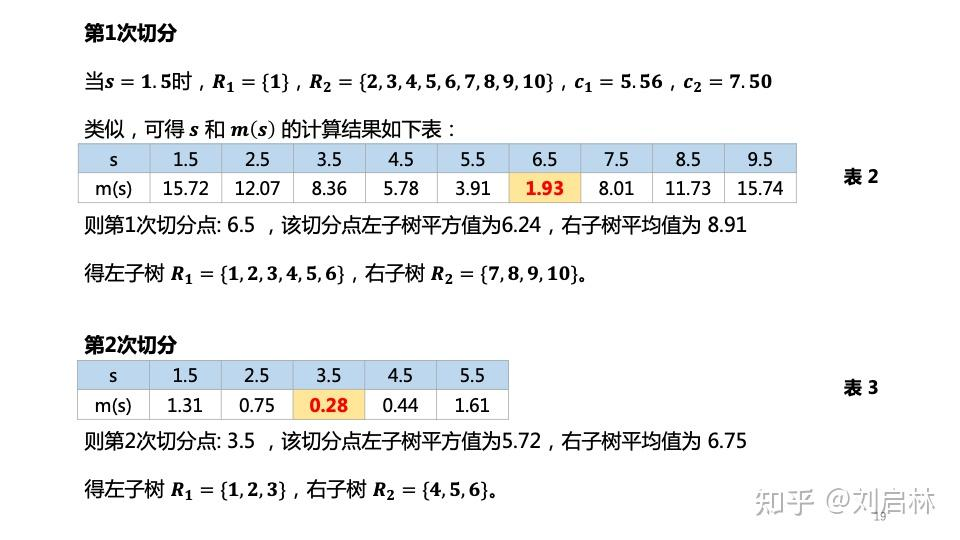 第1次切分
当s = 1.5时，R₁ = {1}，R₂ = {2, 3, 4, 5, 6, 7, 8, 9, 10}，c₁ = 5.56，c₂ = 7.50
类似，可得 s 和 m(s) 的计算结果如下表：
s 1.5 2.5 3.5 4.5 5.5 6.5 7.5 8.5 9.5
m(s) 15.72 12.07 8.36 5.78 3.91 1.93 8.01 11.73 15.74
表 2
则第1次切分点: 6.5 ，该切分点左子树平方值为6.24，右子树平均值为 8.91
得左子树 R₁ = {1, 2, 3, 4, 5, 6}，右子树 R₂ = {7, 8, 9, 10}。
第2次切分
s 1.5 2.5 3.5 4.5 5.5
m(s) 1.31 0.75 0.28 0.44 1.61
表 3
则第2次切分点: 3.5 ，该切分点左子树平方值为5.72，右子树平均值为 6.75
得左子树 R₁ = {1, 2, 3}，右子树 R₂ = {4, 5, 6}。
知乎 @刘启林
19